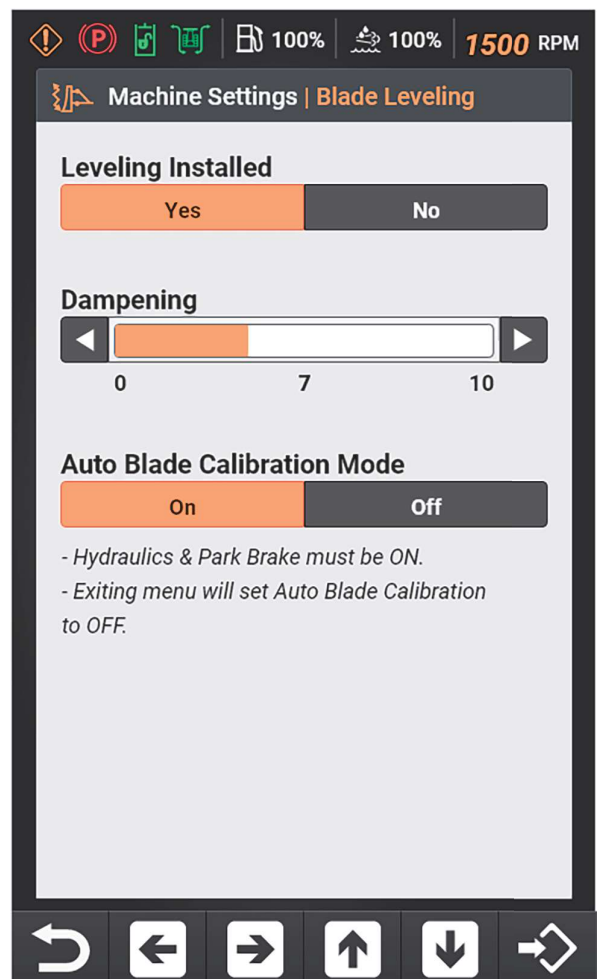 (P) 100% 100% 1500 RPM
Machine Settings | Blade Leveling
Leveling Installed
Yes No
Dampening
0 7 10
Auto Blade Calibration Mode
On Off
- Hydraulics & Park Brake must be ON.
- Exiting menu will set Auto Blade Calibration
to OFF.